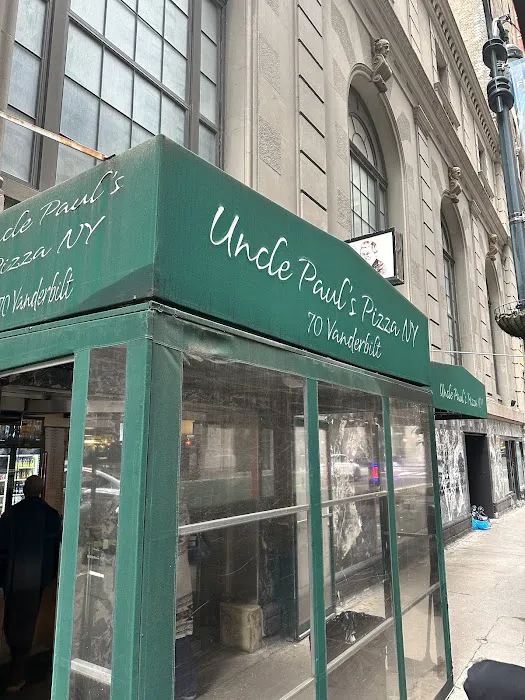 cle Paul's
Pizza NY
70 Vanderbilt
Uncle Paul's Pizza NY
70 Vanderbilt
Uncle Paul's Pizza NY